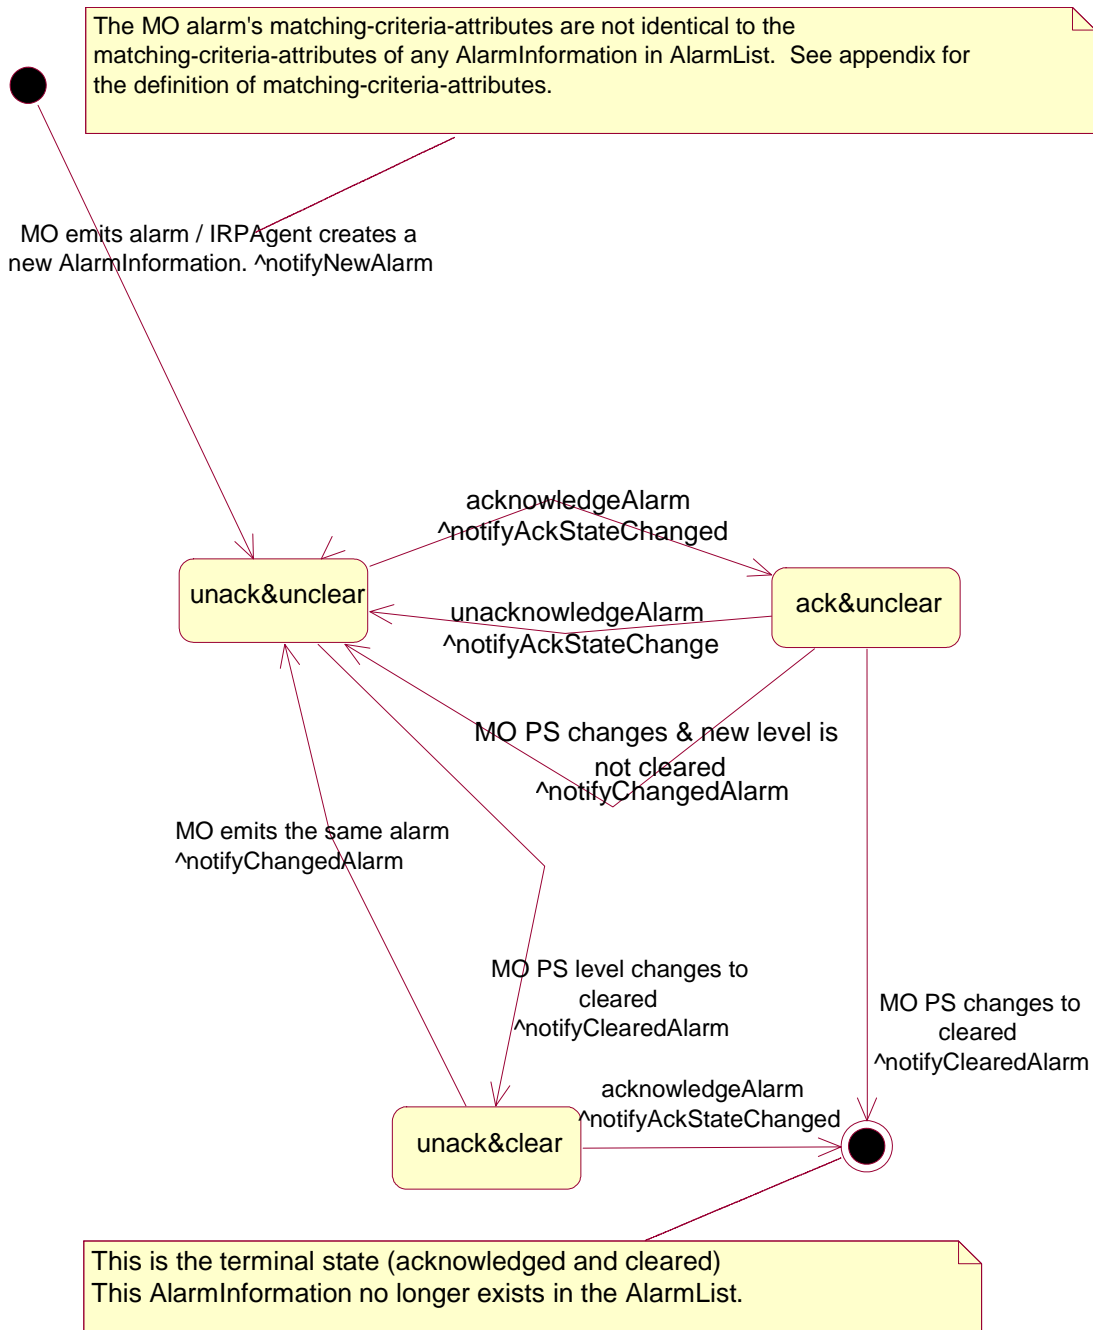 The MO alarm's matching-criteria-attributes are not identical to the
matching-criteria-attributes of any AlarmInformation in AlarmList.  See appendix for
the definition of matching-criteria-attributes.
MO emits alarm / IRPAgent creates a
new AlarmInformation. ^notifyNewAlarm
acknowledgeAlarm
^notifyAckStateChanged
unack&unclear
ack&unclear
unacknowledgeAlarm
^notifyAckStateChange
MO PS changes & new level is
not cleared
^notifyChangedAlarm
MO emits the same alarm
^notifyChangedAlarm
MO PS level changes to
cleared
^notifyClearedAlarm
MO PS changes to
cleared
^notifyClearedAlarm
acknowledgeAlarm
^notifyAckStateChanged
unack&clear
This is the terminal state (acknowledged and cleared)
This AlarmInformation no longer exists in the AlarmList.